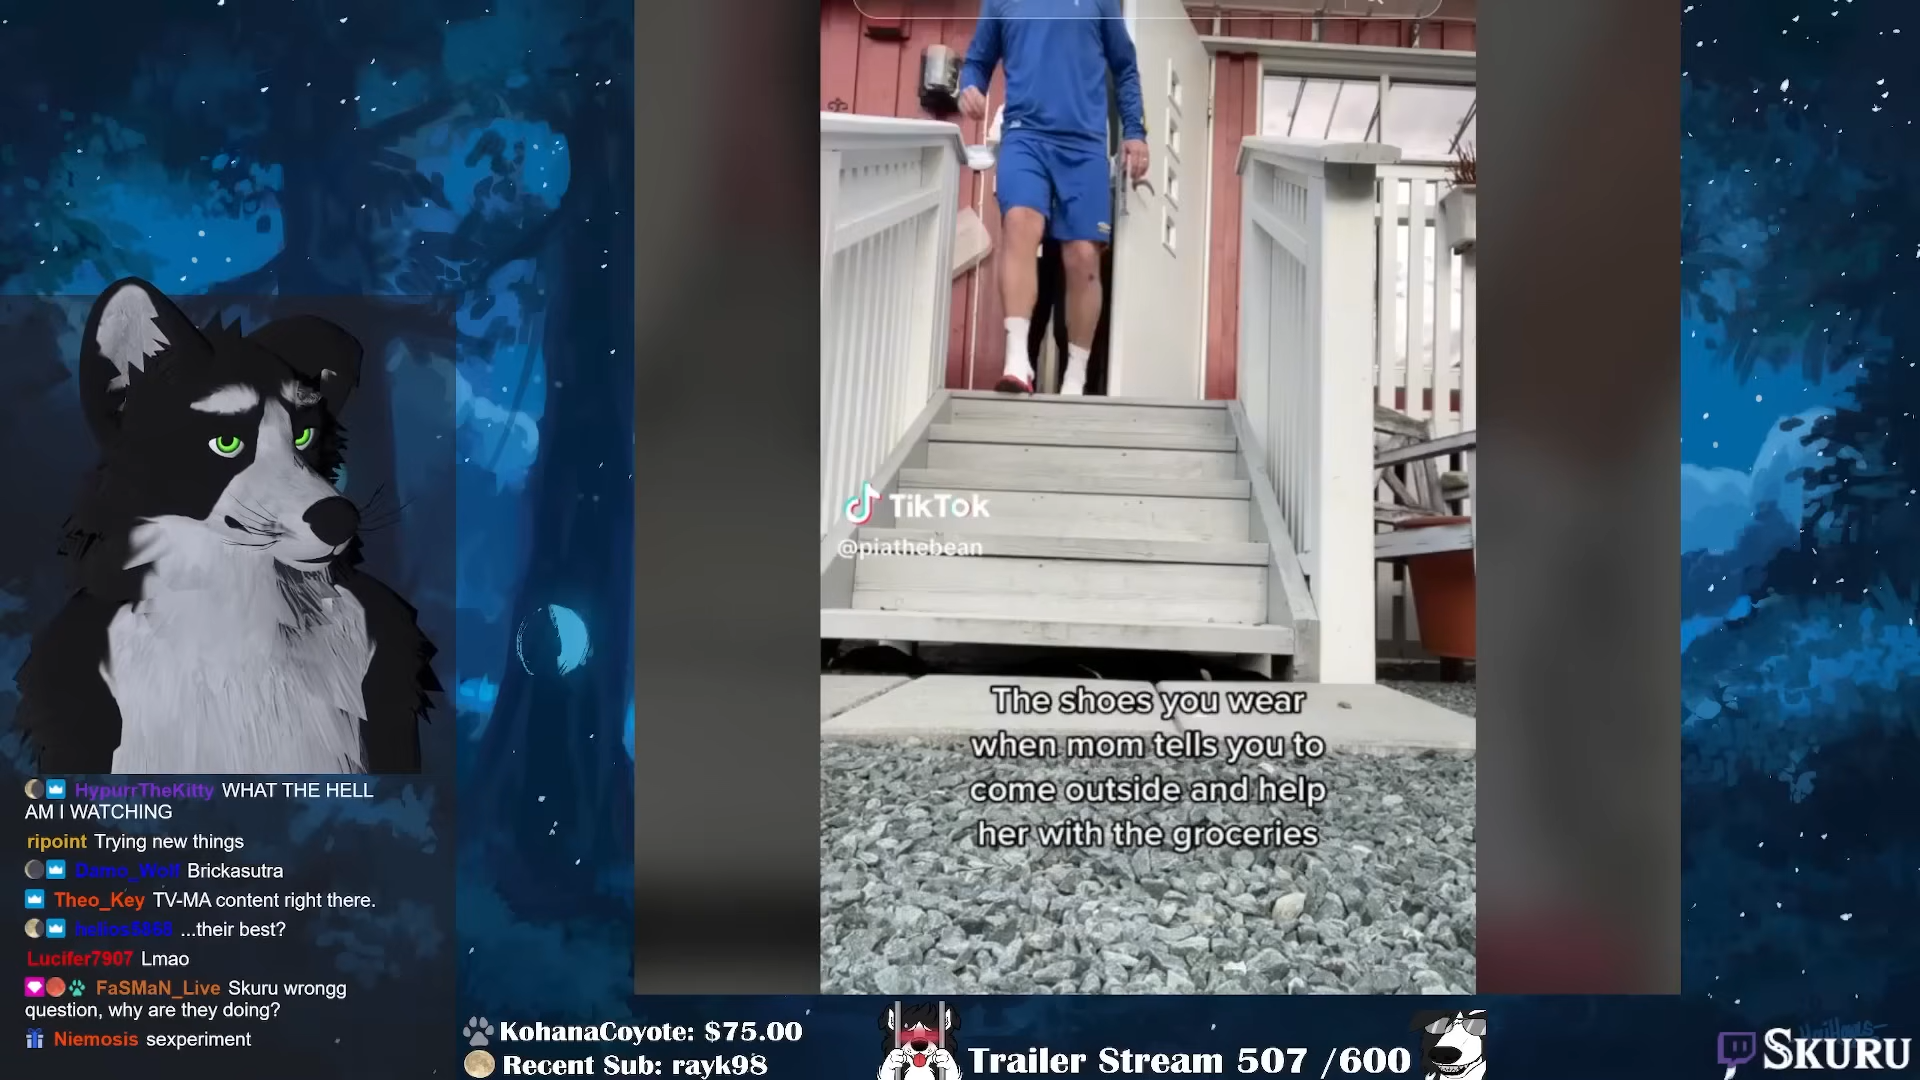 TikTok
@piathebean
The shoes you wear
when mom tells you to
come outside and help
her with the groceries
HypurrTheKitty WHAT THE HELL
AM I WATCHING
ripoint Trying new things
Damo_Wolf Brickasutra
Theo_Key TV-MA content right there.
helios5868 ...their best?
Lucifer7907 Lmao
FaSMaN_Live Skuru wrongg
question, why are they doing?
Niemosis sexperiment
KohanaCoyote: $75.00
Recent Sub: rayk98
Trailer Stream 507 /600
SKURU